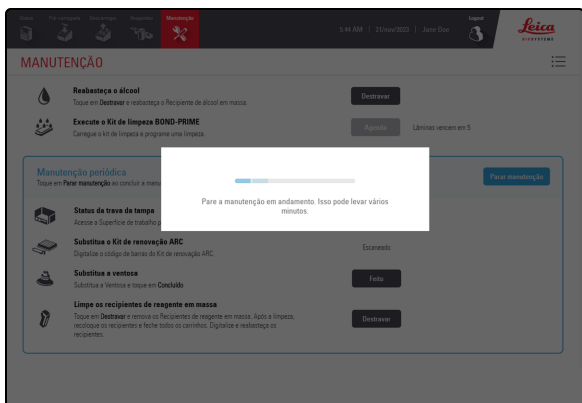 Pré-carregado
Descarregar
Reagentes
Manutenção
5:44 AM | 21/nov/2023 | Jane Doe
Leica
BIOSYSTEMS
MANUTENÇÃO
Reabasteça o álcool
Toque em Destravar e reabasteça o Recipiente de álcool em massa.
Destravar
Execute o Kit de limpeza BOND-PRIME
Carregue o kit de limpeza e programe uma limpeza.
Agenda
Lâminas vencem em 5
Manutenção periódica
Toque em Parar manutenção ao concluir a
Parar manutenção
Pare a manutenção em andamento. Isso pode levar vários
minutos.
Status da trava da tampa
Acesse a Superfície de trabalho
Substitua o Kit de renovação ARC
Digitalize o código de barras do Kit de renovação ARC.
Escaneado
Substitua a ventosa
Substitua a Ventosa e toque em Concluído.
Feito
Limpe os recipientes de reagente em massa
Toque em Destravar e remova os Recipientes de reagente em massa. Após a limpeza,
recoloque os recipientes e feche todos os carrinhos. Digitalize e reabasteça os
recipientes.
Destravar